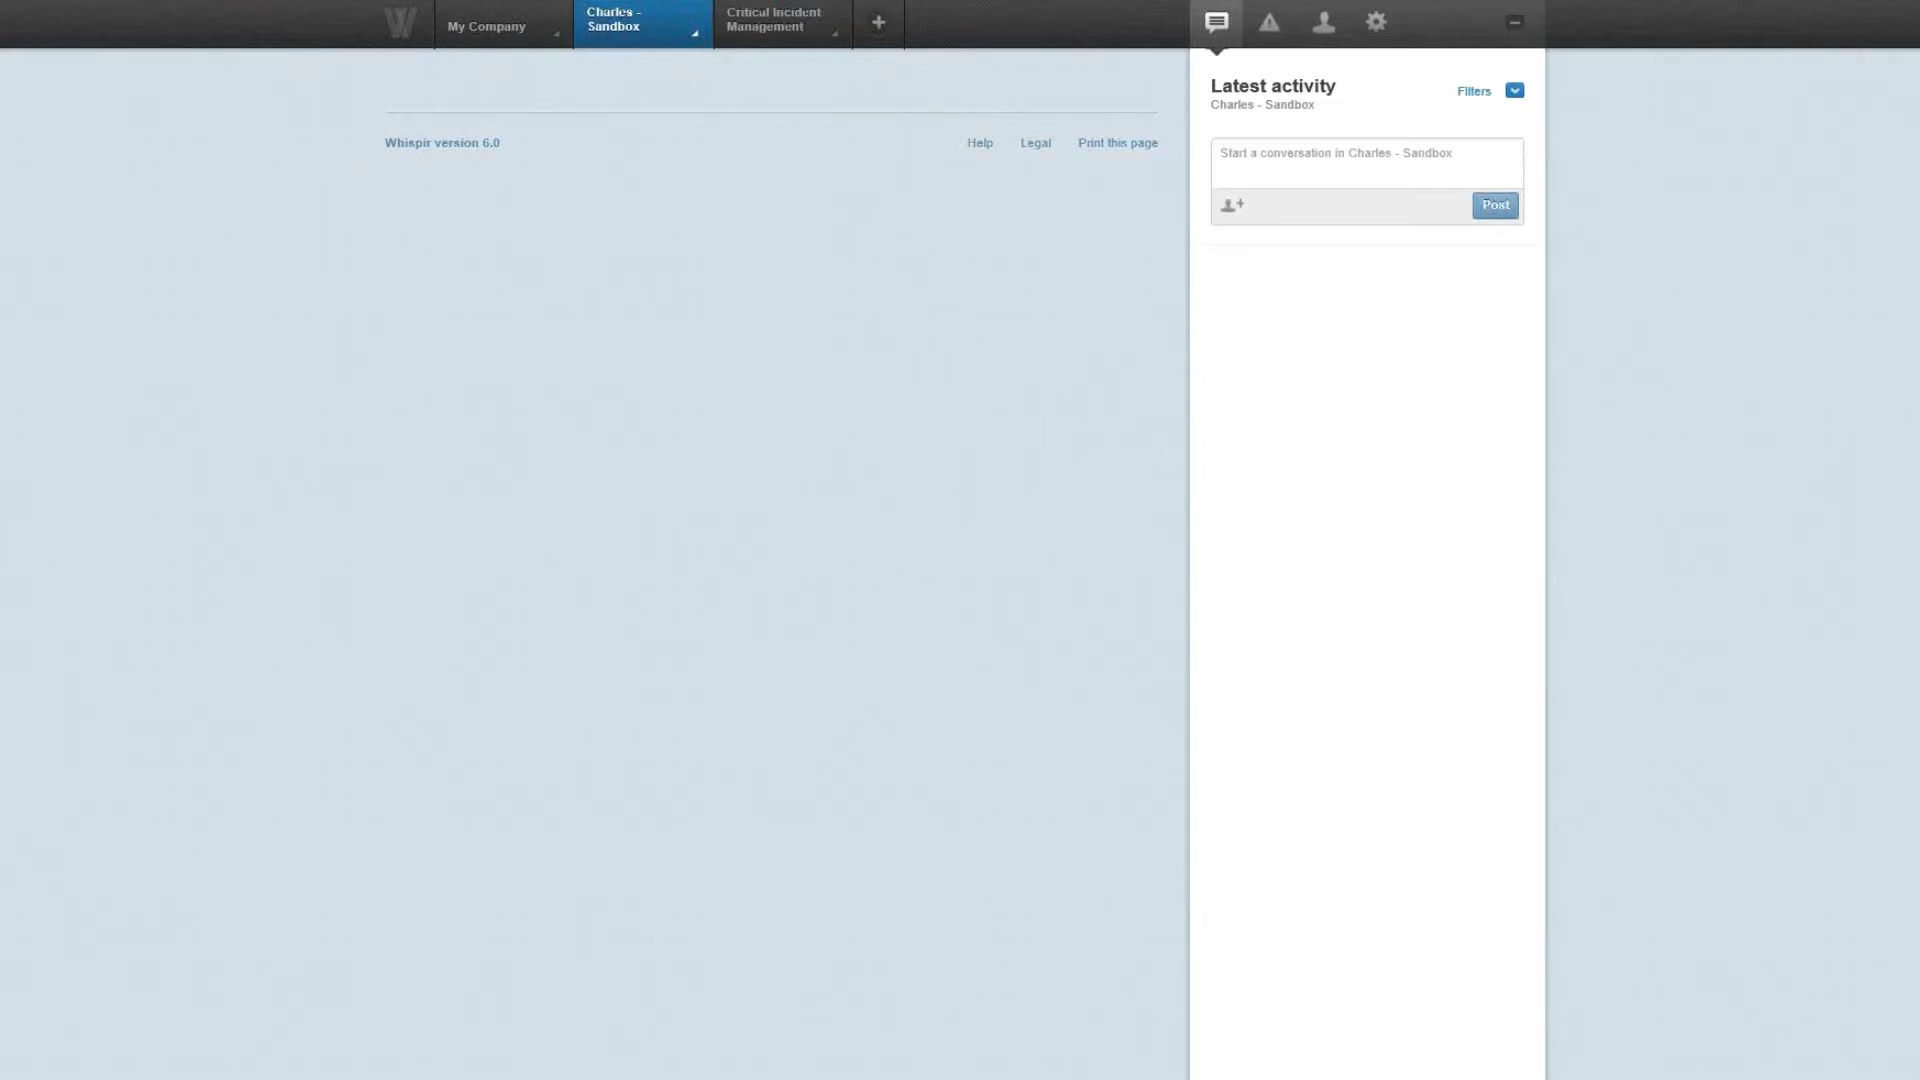 W
My Company
Charles -
Sandbox
Critical Incident
Management
+
Latest activity
Charles - Sandbox
Filters
Start a conversation in Charles - Sandbox
Post
Whispir version 6.0
Help
Legal
Print this page